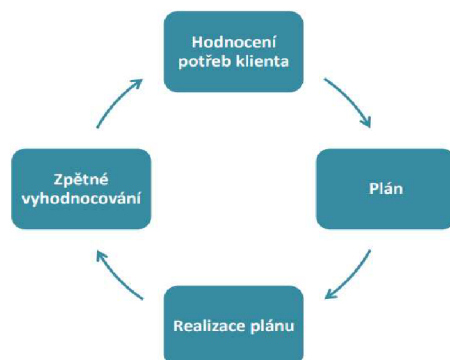 Hodnocení
potřeb klienta
Plán
Realizace plánu
Zpětné
vyhodnocování